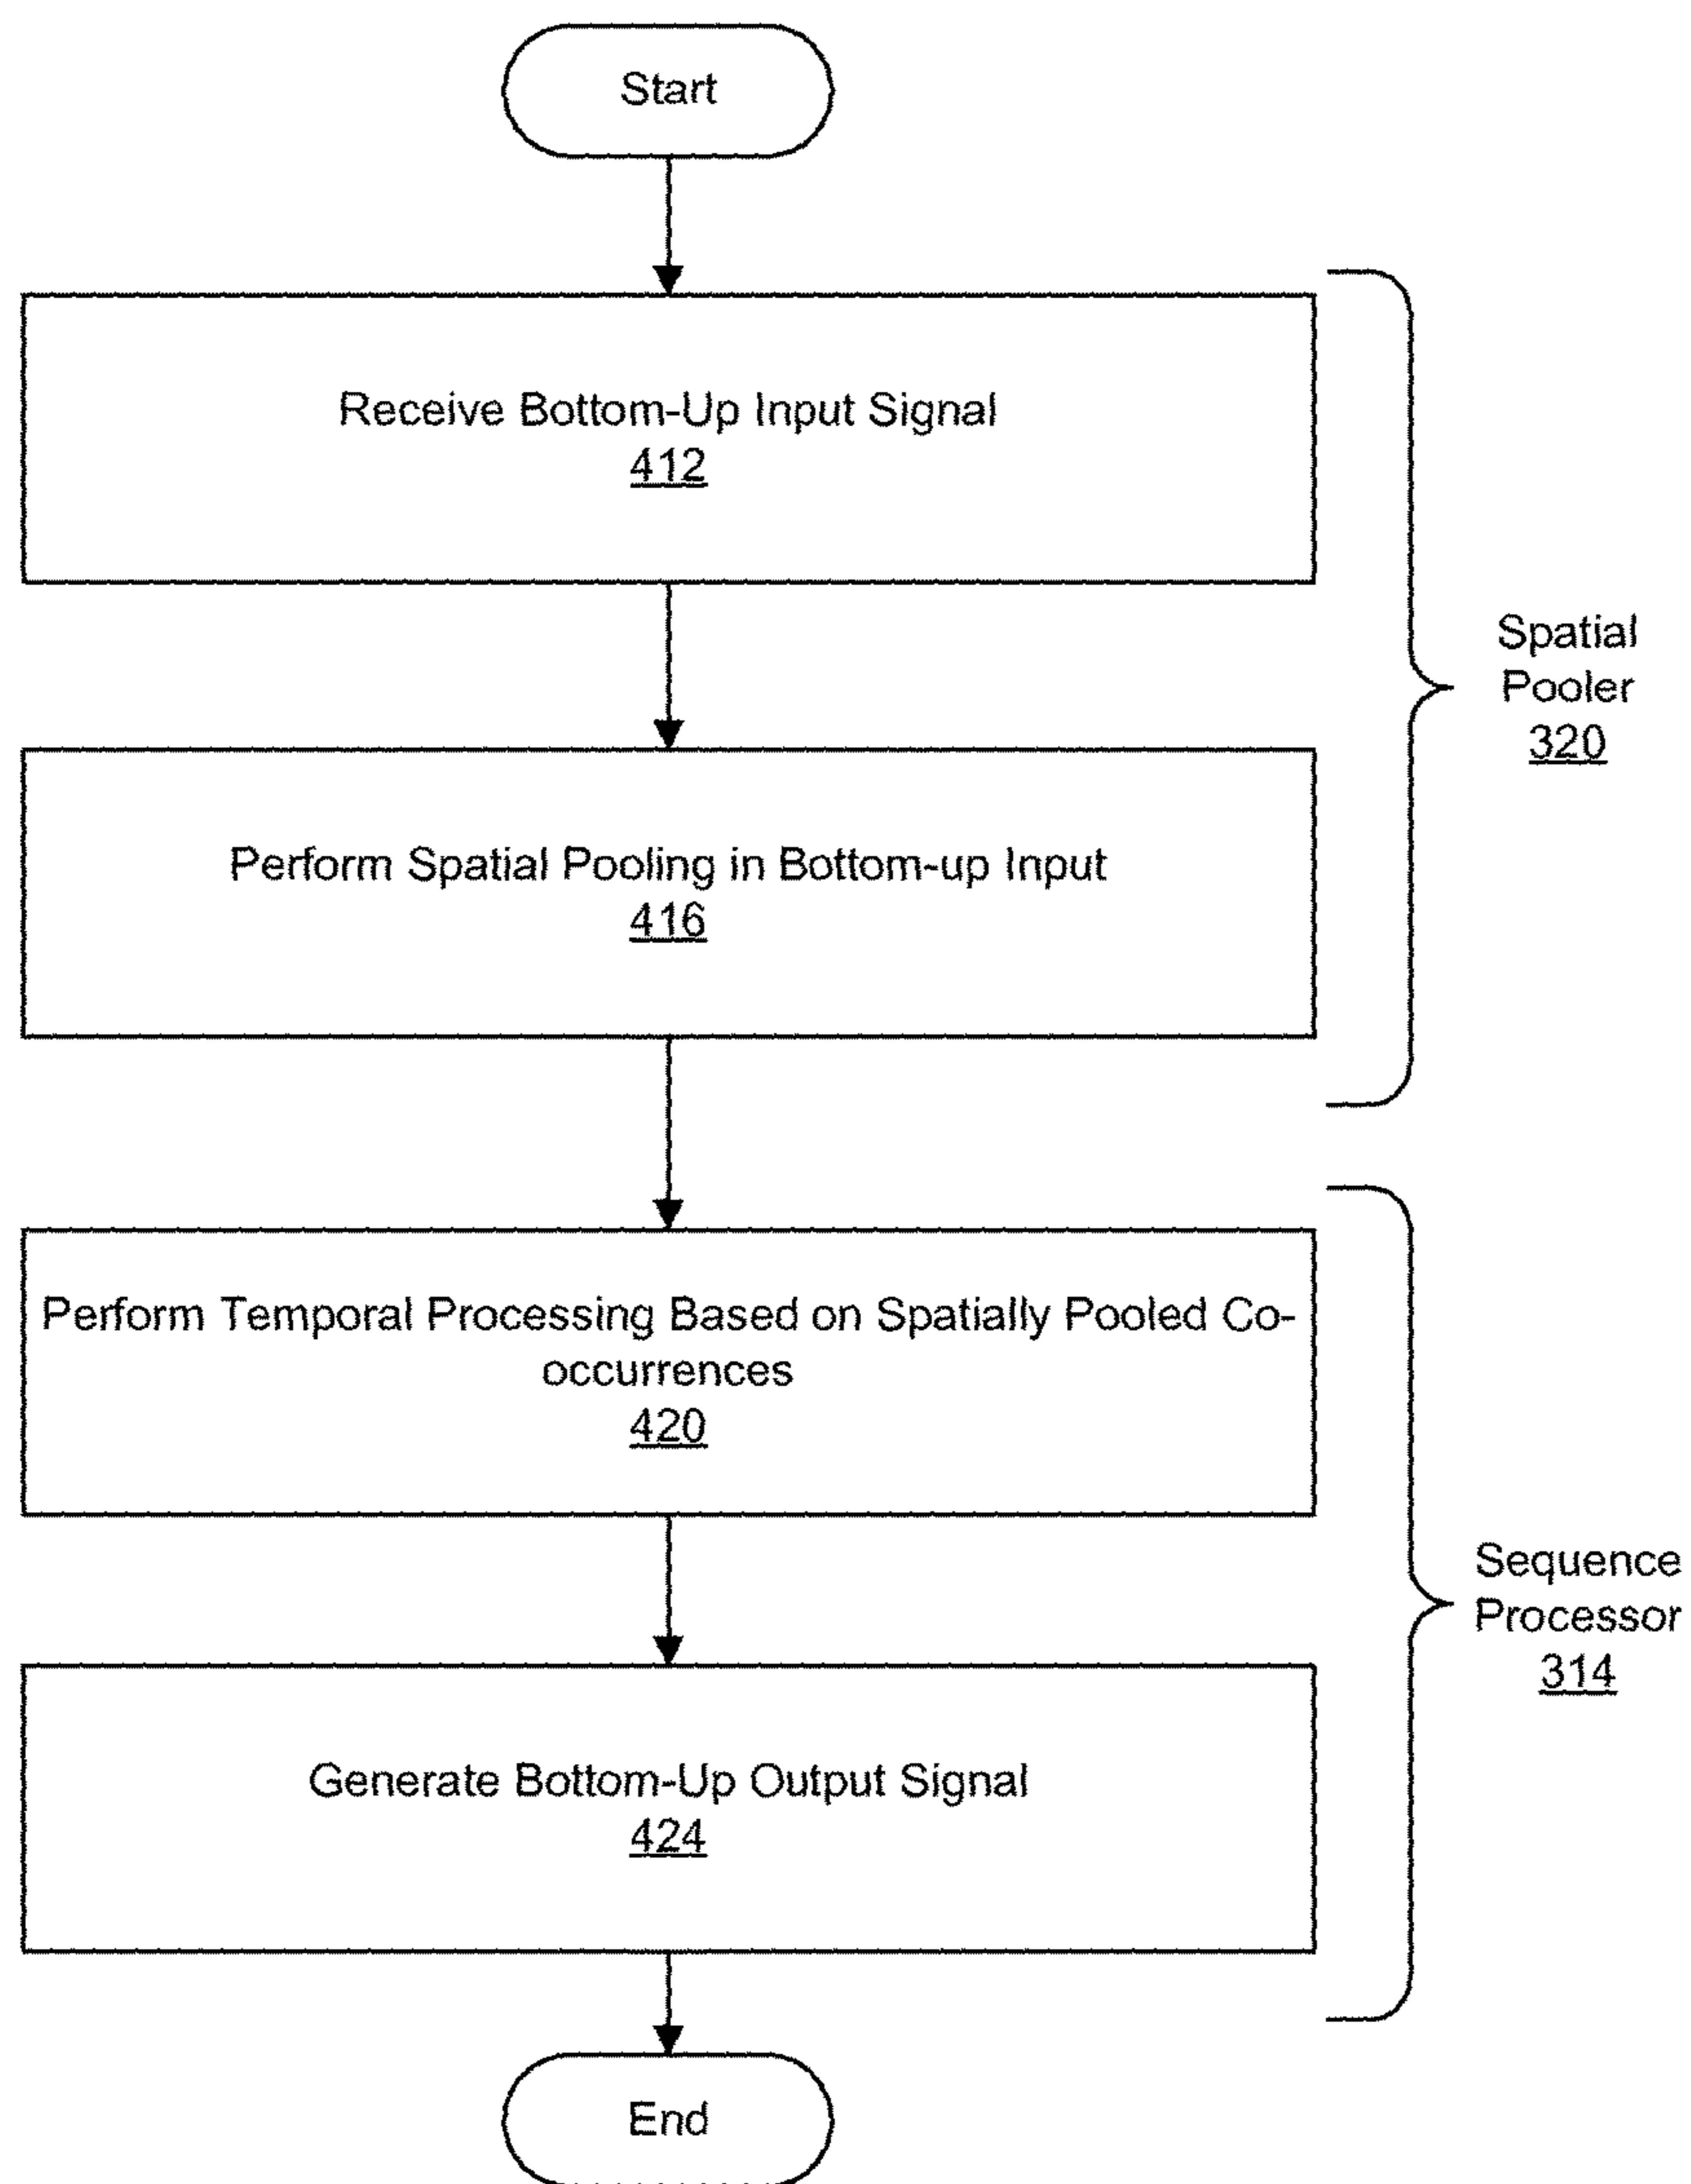 Start
Receive Bottom-Up Input Signal
412
Perform Spatial Pooling in Bottom-up Input
416
Spatial
Pooler
320
Perform Temporal Processing Based on Spatially Pooled Co-
occurrences
420
Generate Bottom-Up Output Signal
424
Sequence
Processor
314
End